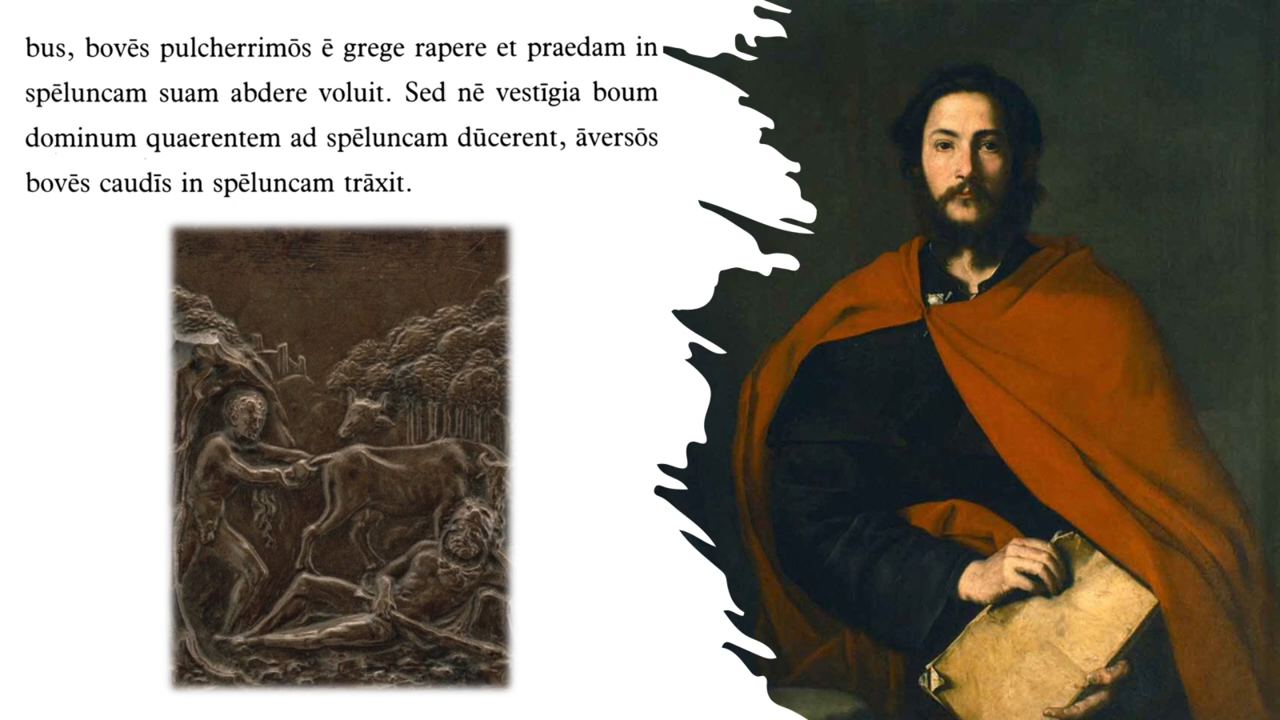 bus, bovēs pulcherrimōs ē grege rapere et praedam in
spēluncam suam abdere voluit. Sed nē vestīgia boum
dominum quaerentem ad spēluncam dūcerent, āversōs
bovēs caudīs in spēluncam trāxit.